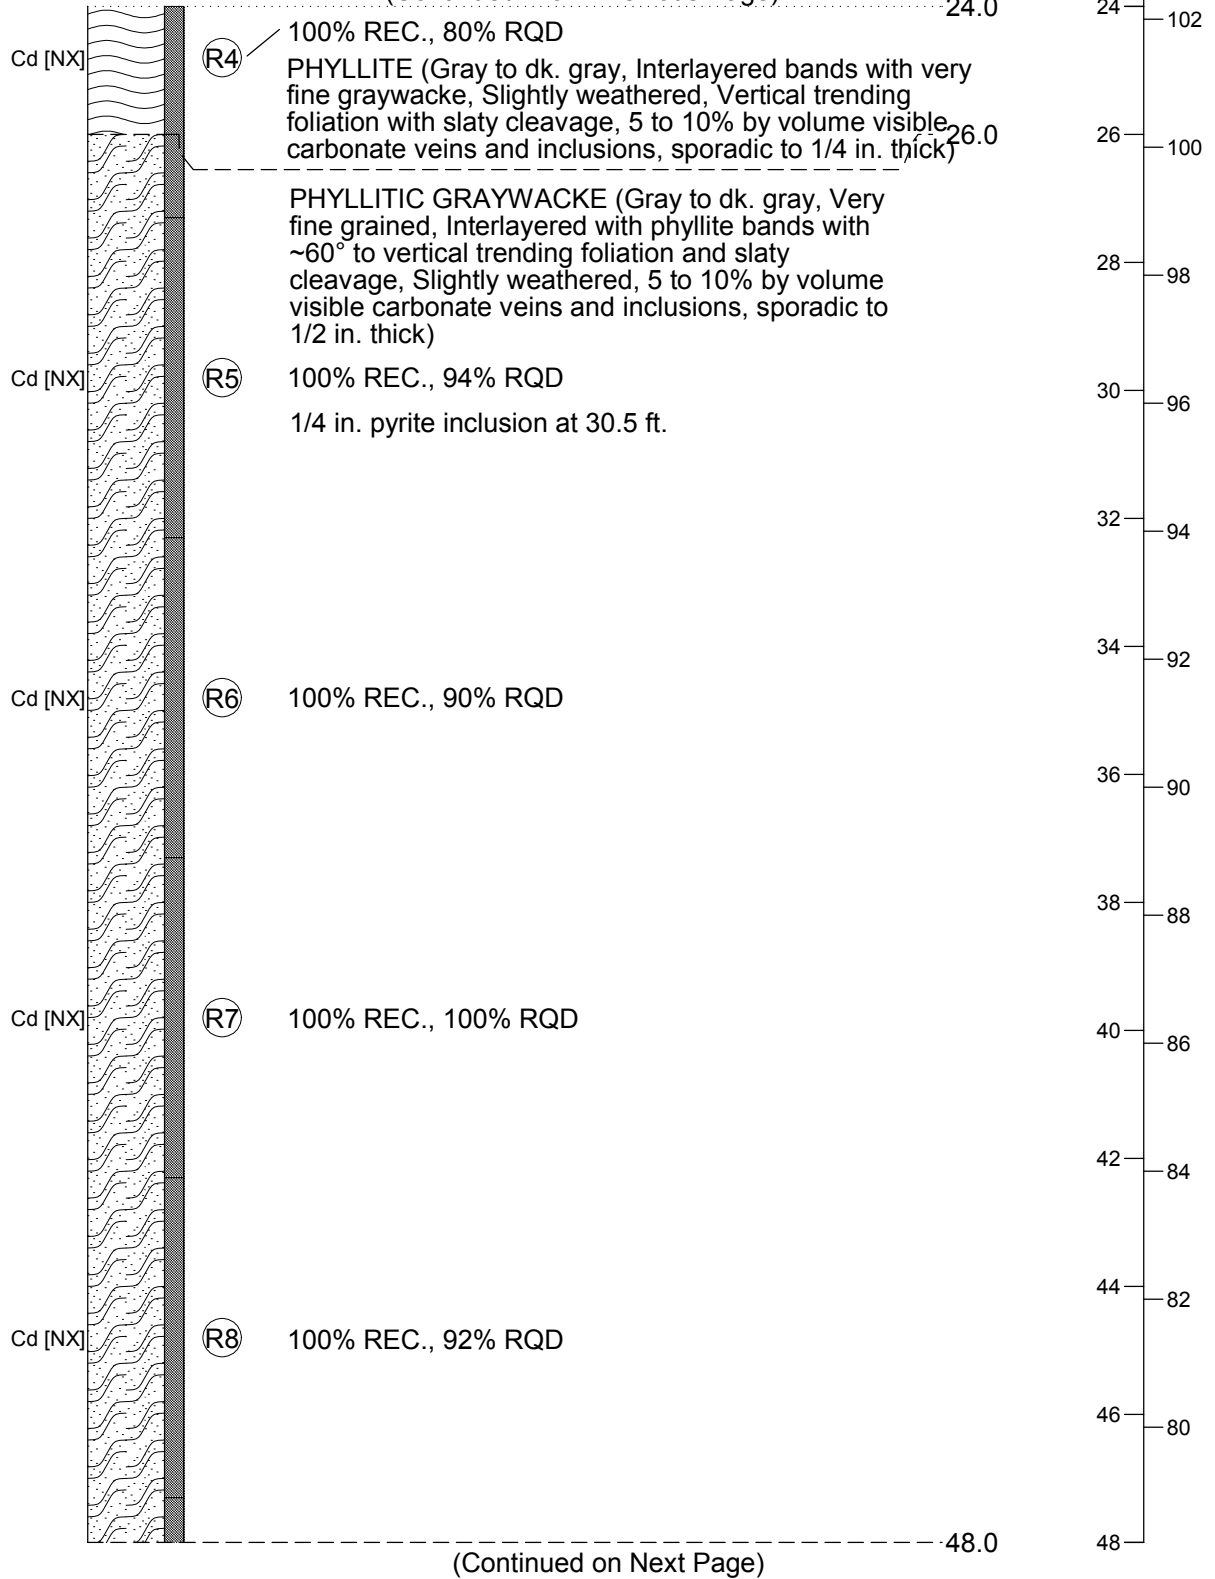 24.0
24
102
100% REC., 80% RQD
Cd [NX]
R4
PHYLLITE (Gray to dk. gray, Interlayered bands with very
fine graywacke, Slightly weathered, Vertical trending
foliation with slaty cleavage, 5 to 10% by volume visible
26.0
26
carbonate veins and inclusions, sporadic to 1/4 in. thick)
100
PHYLLITIC GRAYWACKE (Gray to dk. gray, Very
fine grained, Interlayered with phyllite bands with
~60° to vertical trending foliation and slaty
28
cleavage, Slightly weathered, 5 to 10% by volume
98
visible carbonate veins and inclusions, sporadic to
1/2 in. thick)
Cd [NX]
R5
100% REC., 94% RQD
30
96
1/4 in. pyrite inclusion at 30.5 ft.
32
94
34
92
Cd [NX]
R6
100% REC., 90% RQD
36
90
38
88
Cd [NX]
R7
100% REC., 100% RQD
40
86
42
84
44
82
Cd [NX]
R8
100% REC., 92% RQD
46
80
48.0
48
(Continued on Next Page)